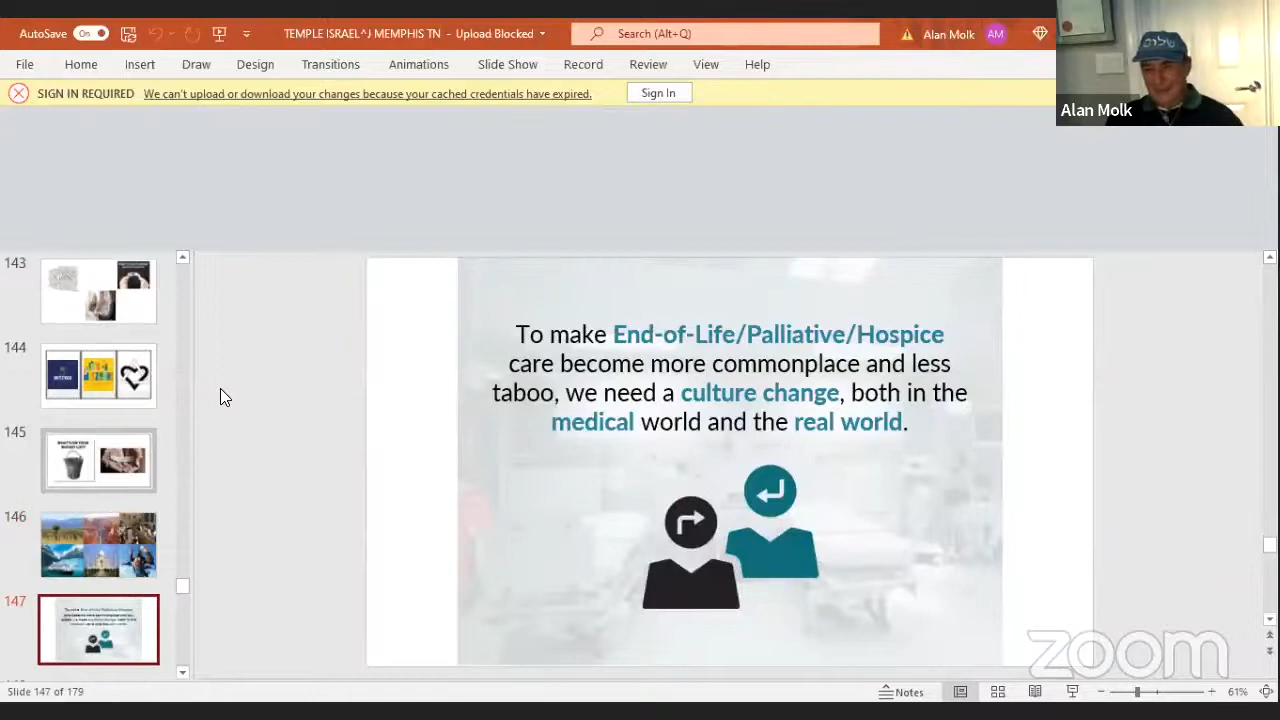 AutoSave On TEMPLE ISRAEL^J MEMPHIS TN - Upload Blocked Search (Alt+Q) Alan Molk AM
שלום
File Home Insert Draw Design Transitions Animations Slide Show Record Review View Help
SIGN IN REQUIRED We can't upload or download your changes because your cached credentials have expired. Sign In
Alan Molk
143
144
145
146
147
To make End-of-Life/Palliative/Hospice
care become more commonplace and less
taboo, we need a culture change, both in the
medical world and the real world.
zoom
Slide 147 of 179 Notes 61%